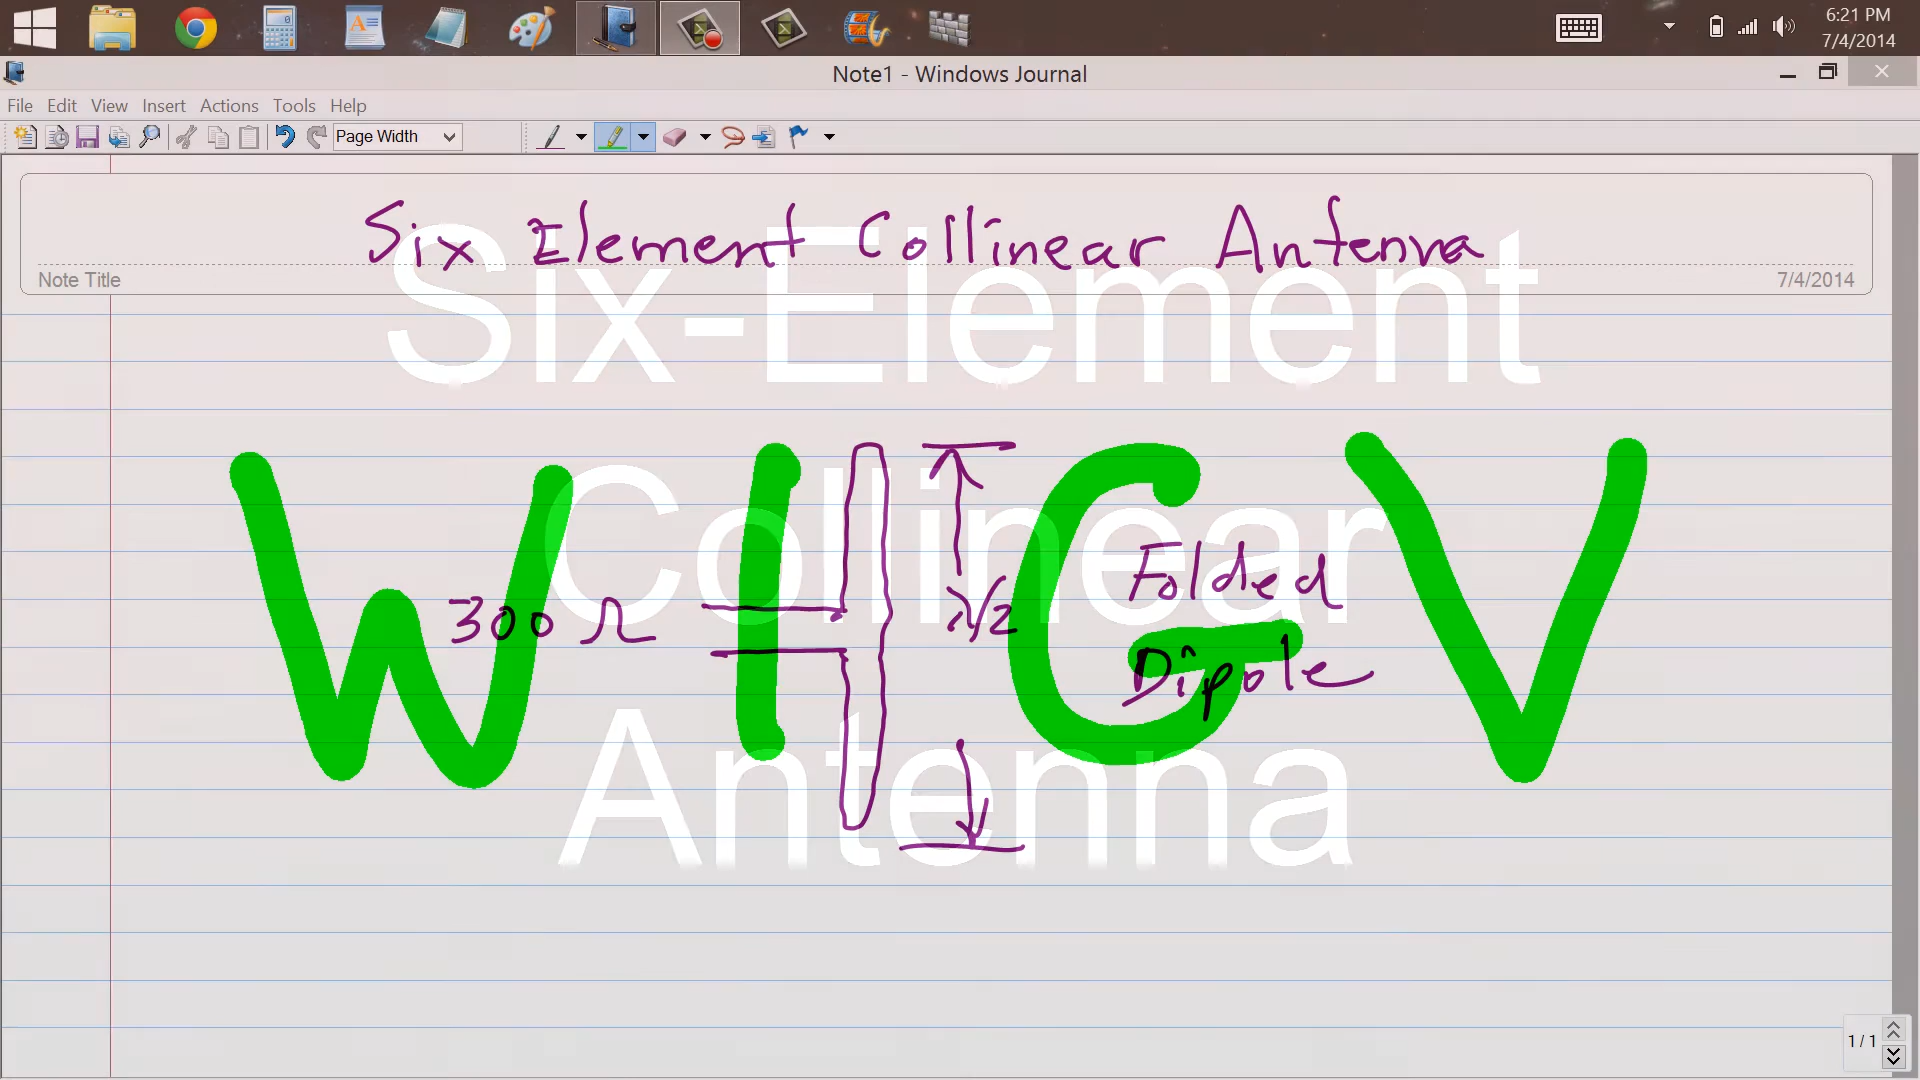 6:21 PM
7/4/2014
Note1 - Windows Journal
File Edit View Insert Actions Tools Help
Page Width
Six Element Collinear Antenna
Note Title
7/4/2014
Six-Element
Collinear
Antenna
W1GV
300 Ω
λ/2
Folded
Dipole
1 / 1